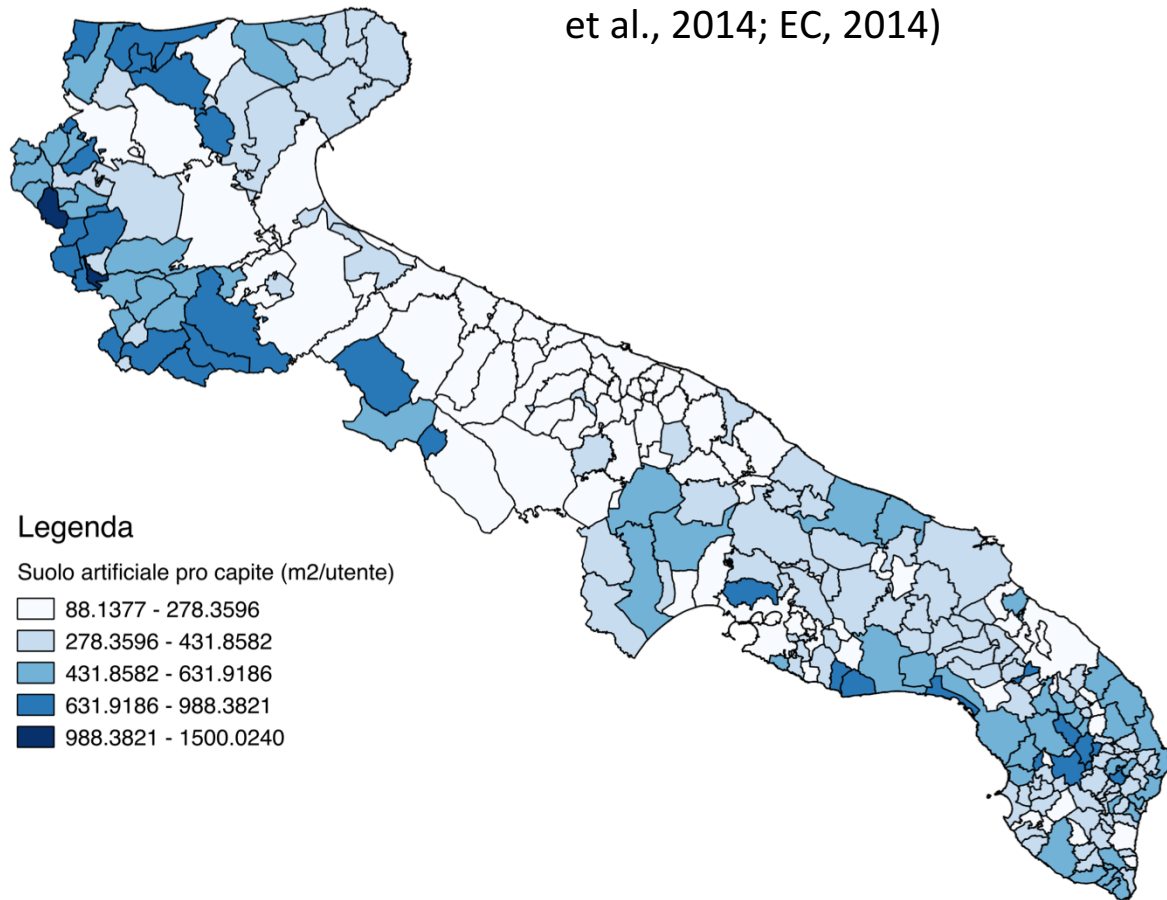 et al., 2014; EC, 2014)
Legenda
Suolo artificiale pro capite (m2/utente)
88.1377 - 278.3596
278.3596 - 431.8582
431.8582 - 631.9186
631.9186 - 988.3821
988.3821 - 1500.0240